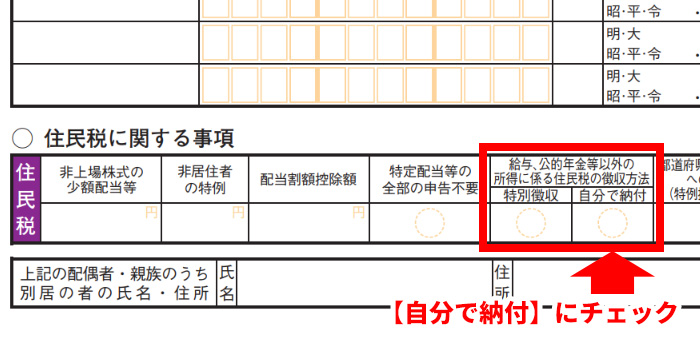 昭・平・令
明・大
昭・平・令
明・大
昭・平・令
○ 住民税に関する事項
住民税
非上場株式の
少額配当等
非居住者
の特例
配当割額控除額
特定配当等の
全部の申告不要
給与、公的年金等以外の
所得に係る住民税の徴収方法
特別徴収
自分で納付
都道府県
への
(特例
円
円
円
上記の配偶者・親族のうち
別居の者の氏名・住所
氏名
住所
【自分で納付】にチェック